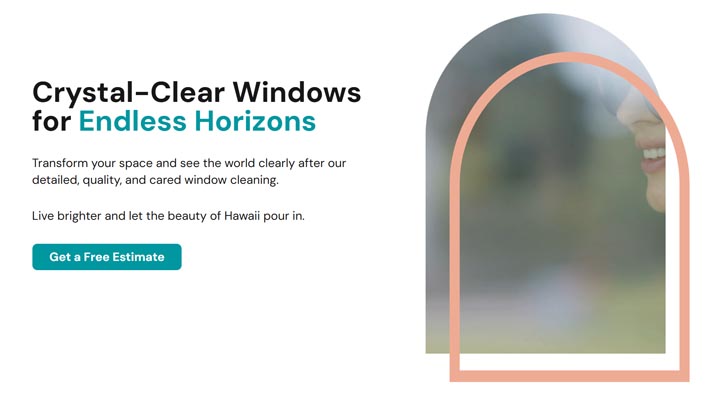 Crystal-Clear Windows
for Endless Horizons
Transform your space and see the world clearly after our
detailed, quality, and cared window cleaning.
Live brighter and let the beauty of Hawaii pour in.
Get a Free Estimate